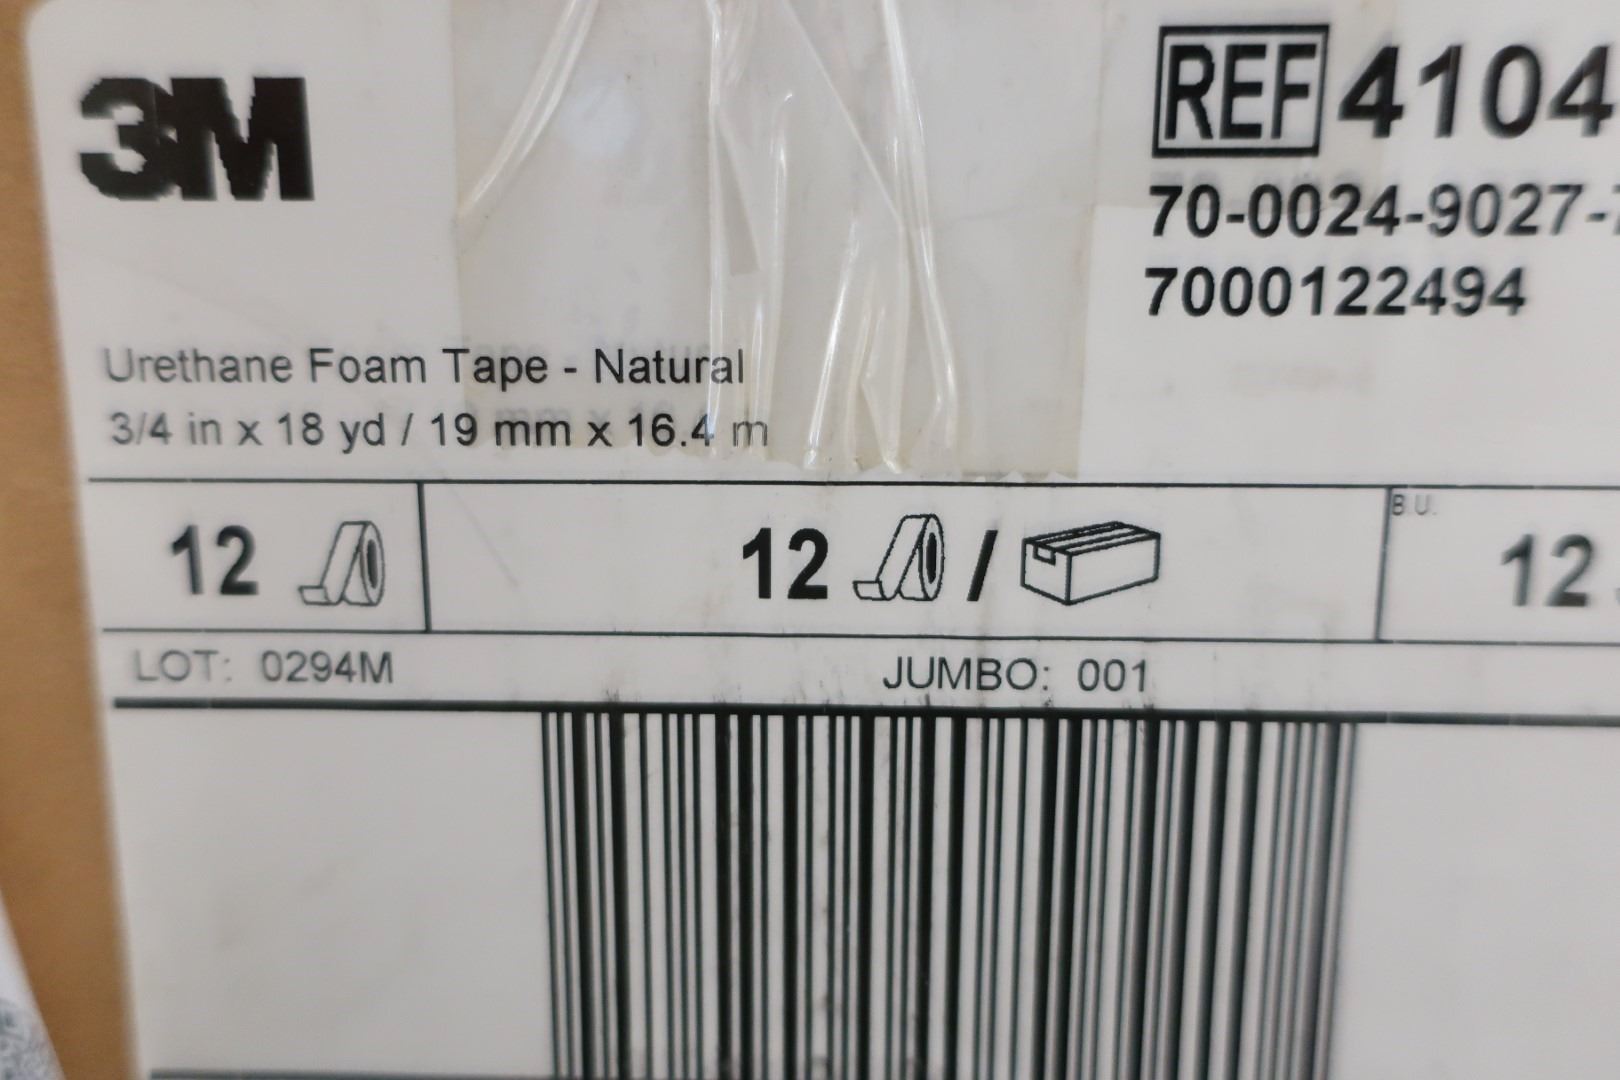 3M
REF 4104
70-0024-9027-
7000122494
Urethane Foam Tape - Natural
3/4 in x 18 yd / 19 mm x 16.4 m
12
12 /
B.U.
12
LOT: 0294M
JUMBO: 001